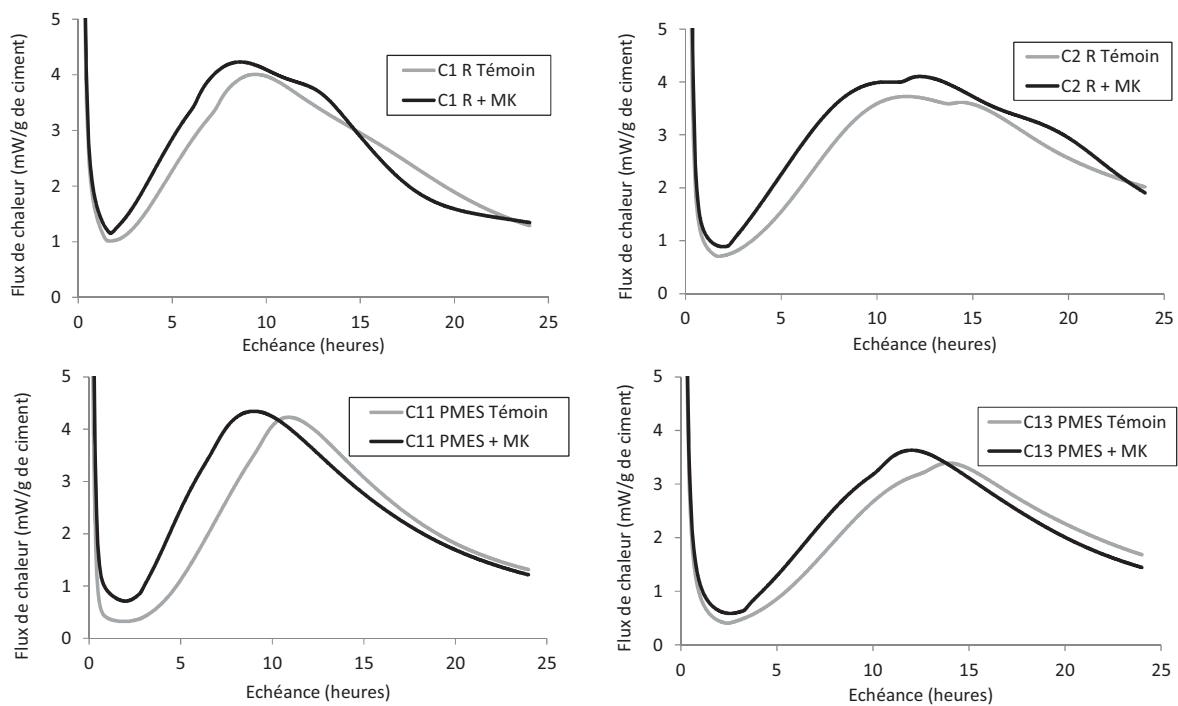 Flux de chaleur (mW/g de ciment)
5
4
3
2
1
0
C1 R Témoin
C1 R + MK
0 5 10 15 20 25
Echéance (heures)
Flux de chaleur (mW/g de ciment)
5
4
3
2
1
0
C2 R Témoin
C2 R + MK
0 5 10 15 20 25
Echéance (heures)
Flux de chaleur (mW/g de ciment)
5
4
3
2
1
0
C11 PMES Témoin
C11 PMES + MK
0 5 10 15 20 25
Echéance (heures)
Flux de chaleur (mW/g de ciment)
5
4
3
2
1
0
C13 PMES Témoin
C13 PMES + MK
0 5 10 15 20 25
Echéance (heures)